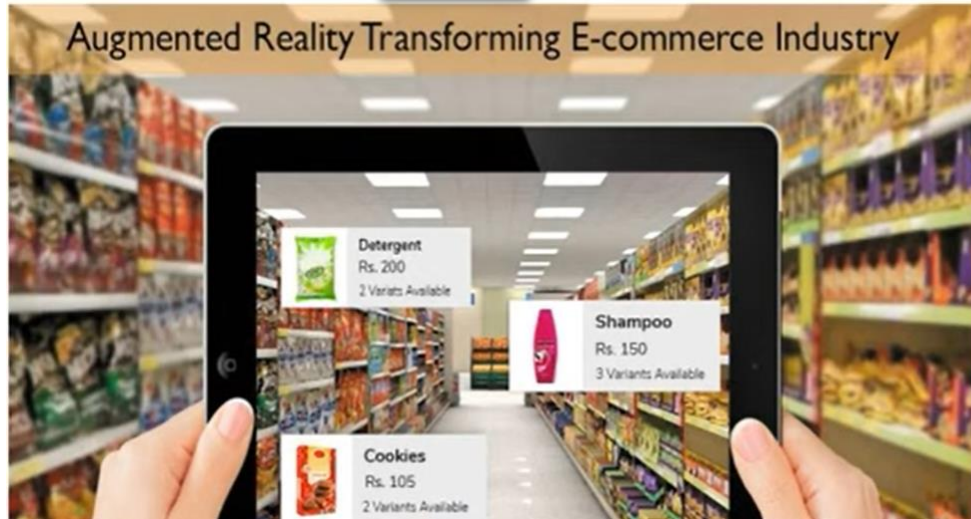 Augmented Reality Transforming E-commerce Industry
Detergent
Rs. 200
2 Variats Available
Shampoo
Rs. 150
3 Variants Available
Cookies
Rs. 105
2 Variants Available